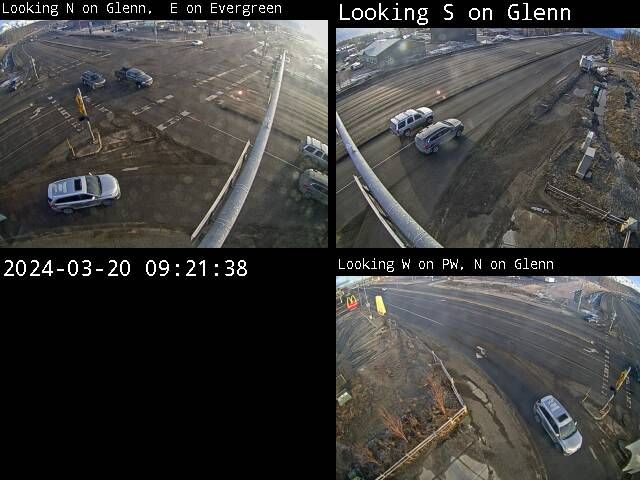 Looking N on Glenn,  E on Evergreen
Looking S on Glenn
2024-03-20 09:21:38
Looking W on PW, N on Glenn